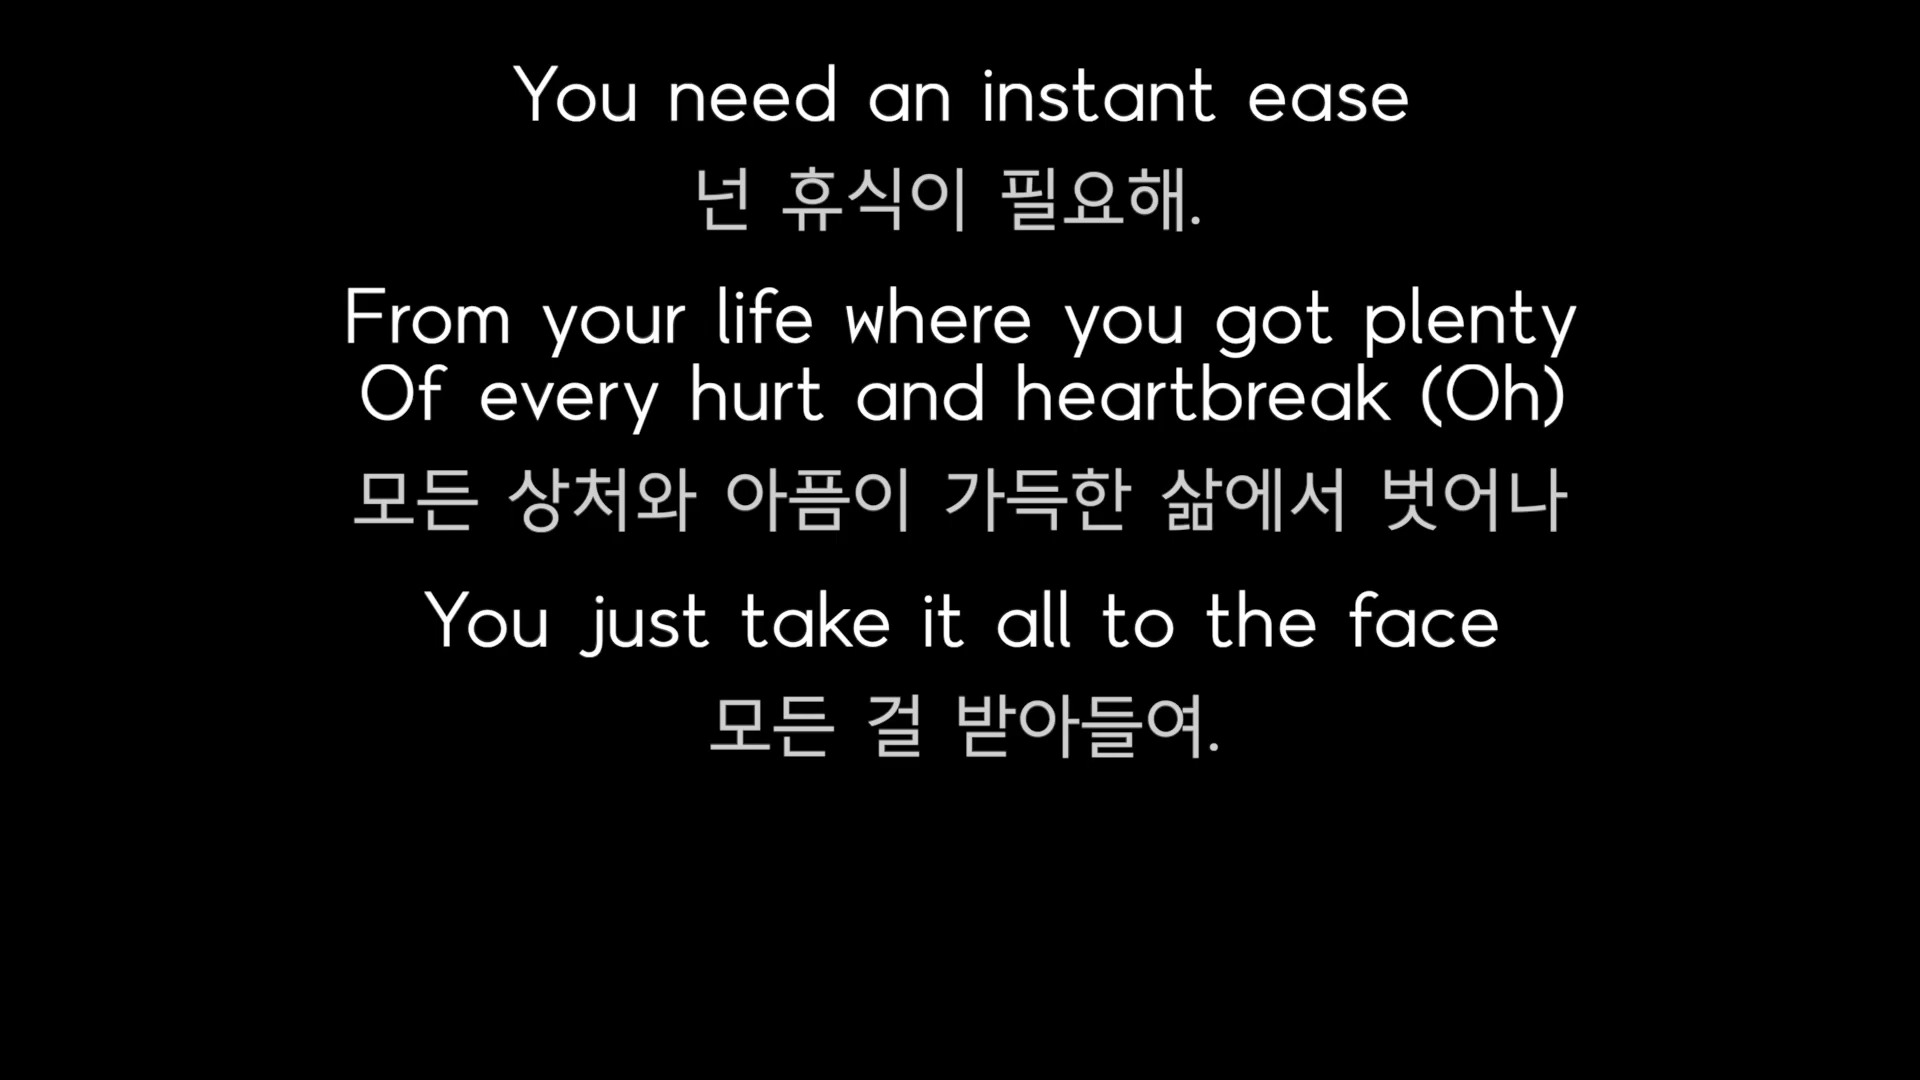 You need an instant ease
넌 휴식이 필요해.
From your life where you got plenty
Of every hurt and heartbreak (Oh)
모든 상처와 아픔이 가득한 삶에서 벗어나
You just take it all to the face
모든 걸 받아들여.